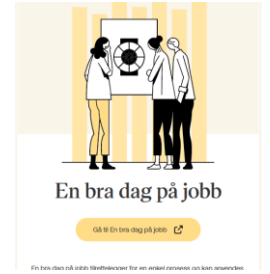 En bra dag på jobb
Gå til En bra dag på jobb
En bra dag på jobb tilrettelegger for en enkel prosess og kan anvendes